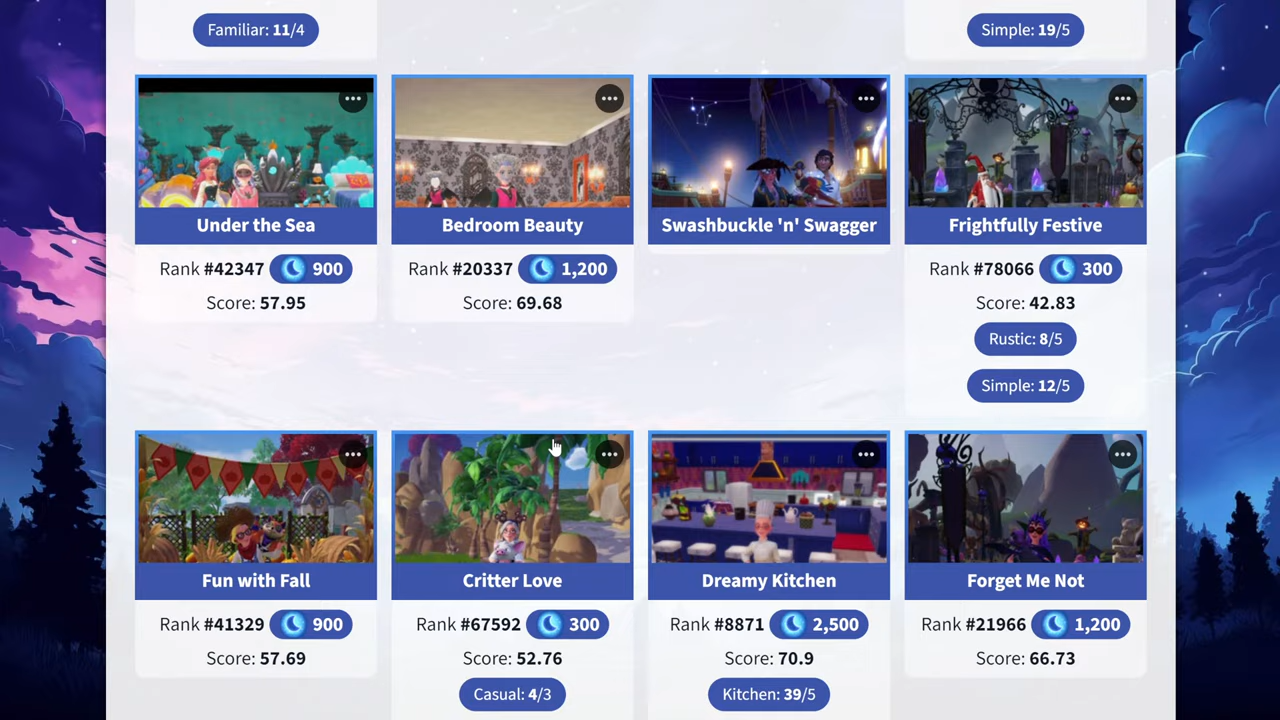 Familiar: 11/4
Simple: 19/5
Under the Sea
Rank #42347 900
Score: 57.95
Bedroom Beauty
Rank #20337 1,200
Score: 69.68
Swashbuckle 'n' Swagger
Frightfully Festive
Rank #78066 300
Score: 42.83
Rustic: 8/5
Simple: 12/5
Fun with Fall
Rank #41329 900
Score: 57.69
Critter Love
Rank #67592 300
Score: 52.76
Casual: 4/3
Dreamy Kitchen
Rank #8871 2,500
Score: 70.9
Kitchen: 39/5
Forget Me Not
Rank #21966 1,200
Score: 66.73